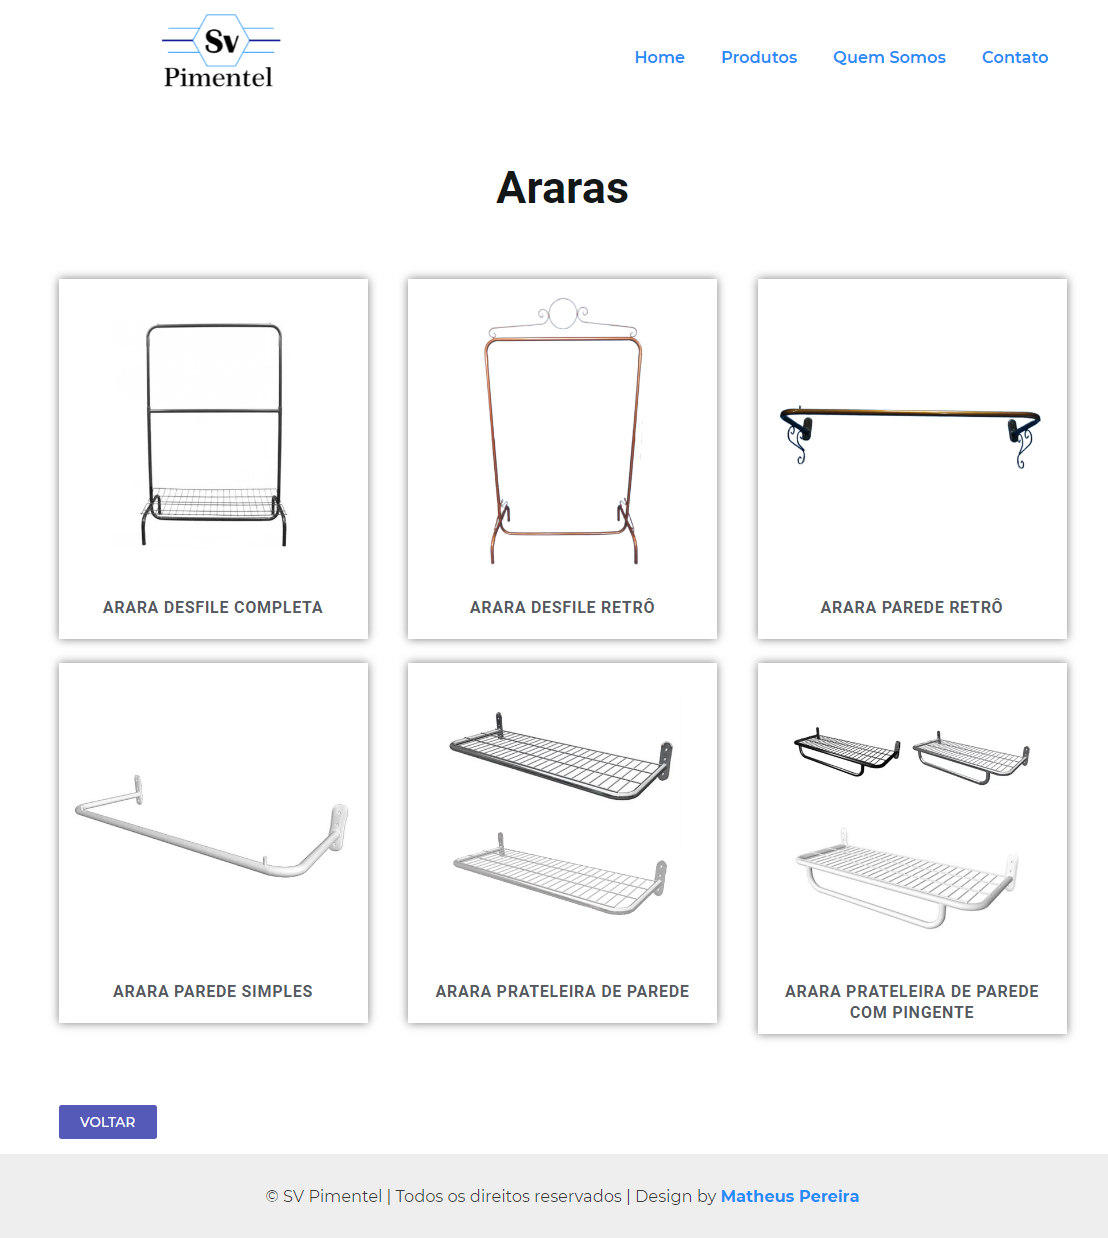 Sv
Pimentel
Home Produtos Quem Somos Contato
Araras
ARARA DESFILE COMPLETA
ARARA DESFILE RETRÔ
ARARA PAREDE RETRÔ
ARARA PAREDE SIMPLES
ARARA PRATELEIRA DE PAREDE
ARARA PRATELEIRA DE PAREDE
COM PINGENTE
VOLTAR
© SV Pimentel | Todos os direitos reservados | Design by Matheus Pereira